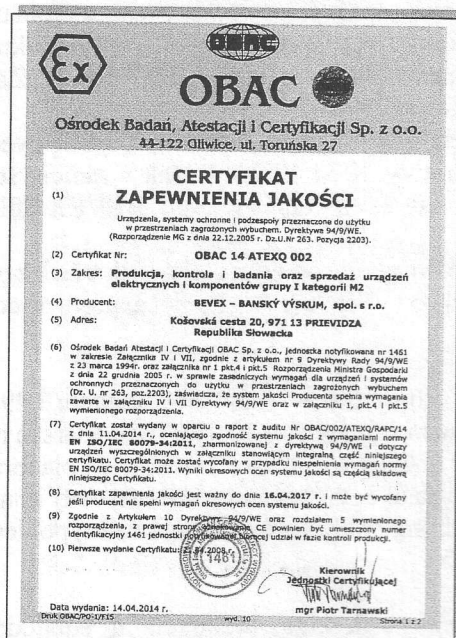 Ex
OBAC
OBAC
Ośrodek Badań, Atestacji i Certyfikacji Sp. z o.o.
44-122 Gliwice, ul. Toruńska 27
CERTYFIKAT
(1) ZAPEWNIENIA JAKOŚCI
Urządzenia, systemy ochronne i podzespoły przeznaczone do użytku
w przestrzeniach zagrożonych wybuchem. Dyrektywa 94/9/WE.
(Rozporządzenie MG z dnia 22.12.2005 r. Dz.U.Nr 263. Pozycja 2203).
(2) Certyfikat Nr: OBAC 14 ATEXQ 002
(3) Zakres: Produkcja, kontrola i badania oraz sprzedaż urządzeń
elektrycznych i komponentów grupy I kategorii M2
(4) Producent: BEVEX – BANSKÝ VÝSKUM, spol. s r.o.
(5) Adres: Košovská cesta 20, 971 13 PRIEVIDZA
Republika Słowacka
(6) Ośrodek Badań Atestacji i Certyfikacji OBAC Sp. z o.o., jednostka notyfikowana nr 1461
w zakresie Załącznika IV i VII, zgodnie z artykułem nr 9 Dyrektywy Rady 94/9/WE
z 23 marca 1994r. oraz załącznika nr 1 pkt.4 i pkt.5 Rozporządzenia Ministra Gospodarki
z dnia 22 grudnia 2005 r. w sprawie zasadniczych wymagań dla urządzeń i systemów
ochronnych przeznaczonych do użytku w przestrzeniach zagrożonych wybuchem
(Dz. U. nr 263, poz.2203), zaświadcza, że system jakości Producenta spełnia wymagania
zawarte w załączniku IV i VII Dyrektywy 94/9/WE oraz w załączniku 1, pkt.4 i pkt.5
wymienionego rozporządzenia.
(7) Certyfikat został wydany w oparciu o raport z auditu Nr OBAC/002/ATEXQ/RAPC/14
z dnia 11.04.2014 r., oceniającego zgodność systemu jakości z wymaganiami normy
EN ISO/IEC 80079-34:2011, zharmonizowanej z dyrektywą 94/9/WE i dotyczy
urządzeń wyszczególnionych w załączniku stanowiącym integralną część niniejszego
certyfikatu. Certyfikat może zostać wycofany w przypadku niespełnienia wymagań normy
EN ISO/IEC 80079-34:2011. Wyniki okresowych ocen systemu jakości są częścią składową
niniejszego Certyfikatu.
(8) Certyfikat zapewnienia jakości jest ważny do dnia 16.04.2017 r. i może być wycofany
jeśli producent nie spełni wymagań okresowych ocen systemu jakości.
(9) Zgodnie z Artykułem 10 Dyrektywy 94/9/WE oraz rozdziałem 5 wymienionego
rozporządzenia, z prawej strony oznakowania CE powinien być umieszczony numer
identyfikacyjny 1461 jednostki notyfikowanej biorącej udział w fazie kontroli produkcji.
(10) Pierwsze wydanie Certyfikatu: 21.04.2008 r.
1461
Kierownik
Jednostki Certyfikującej
mgr Piotr Tarnawski
Data wydania: 14.04.2014 r.
Druk OBAC/PO-1/F15 wyd. 10 Strona 1 z 2